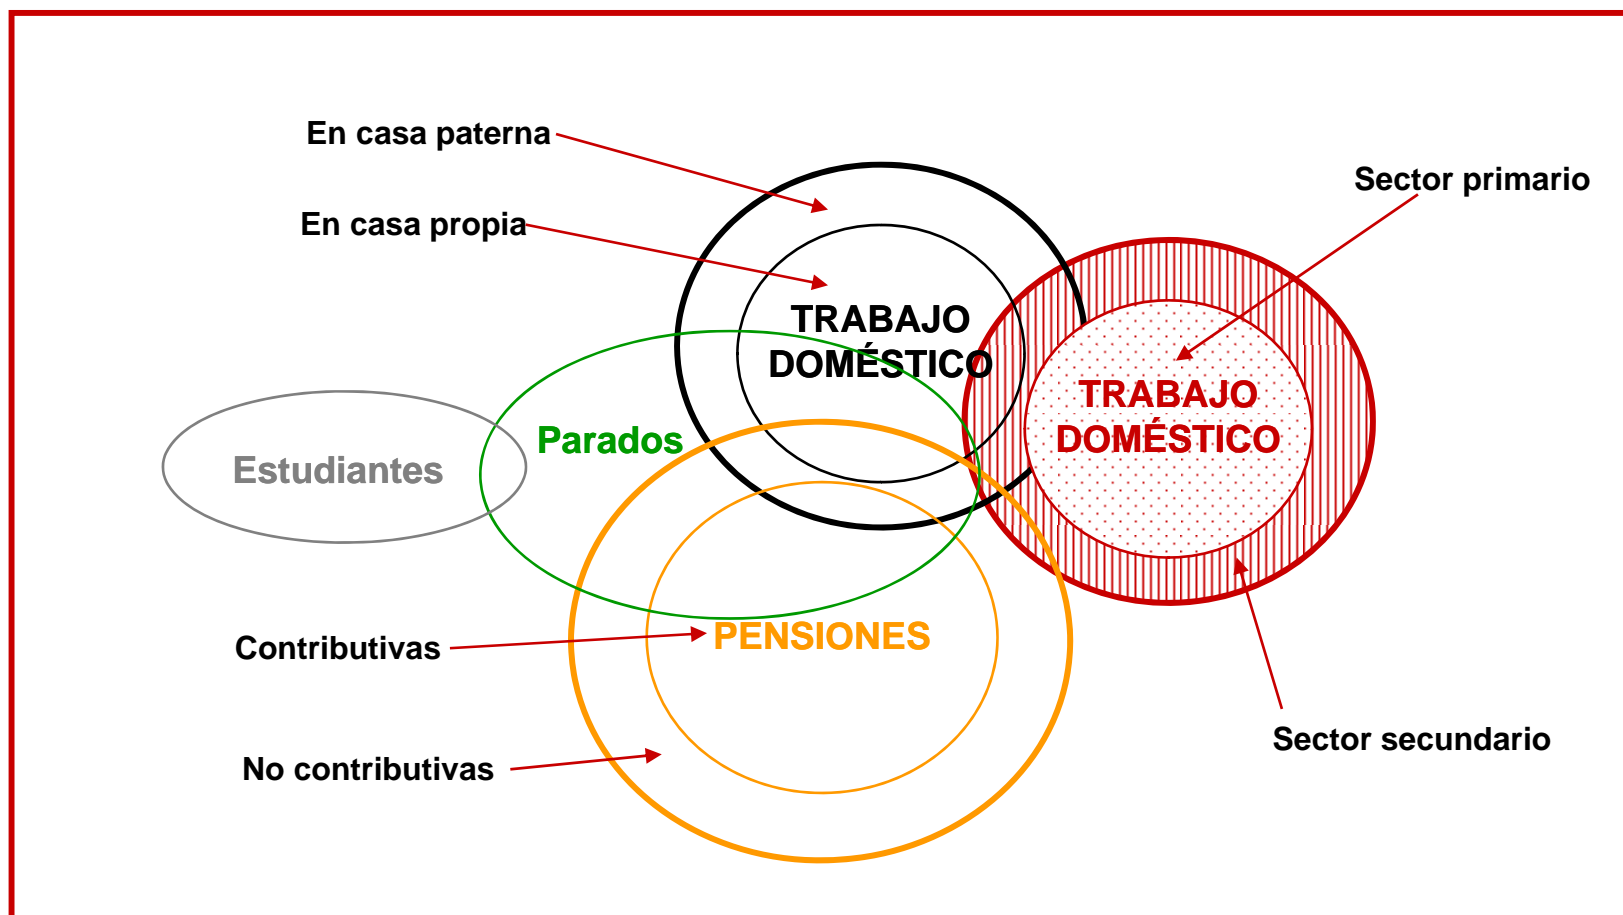 En casa paterna
Sector primario
En casa propia
TRABAJO
DOMÉSTICO
TRABAJO
DOMÉSTICO
Parados
Estudiantes
PENSIONES
Contributivas
Sector secundario
No contributivas